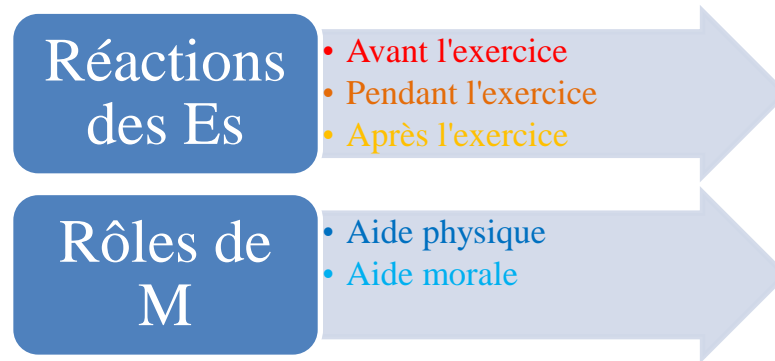 Réactions
des Es
• Avant l'exercice
• Pendant l'exercice
• Après l'exercice
Rôles de
M
• Aide physique
• Aide morale